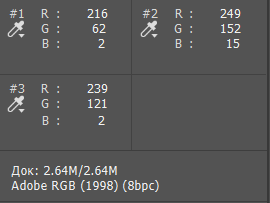 #1 R : 216 #2 R : 249
G : 62 G : 152
B : 2 B : 15
#3 R : 239
G : 121
B : 2
Док: 2.64M/2.64M
Adobe RGB (1998) (8bpc)